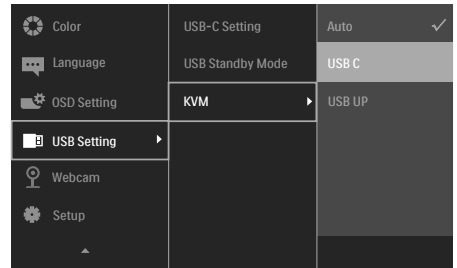 Color
Language
OSD Setting
USB Setting
Webcam
Setup
USB-C Setting
USB Standby Mode
KVM
Auto
USB C
USB UP